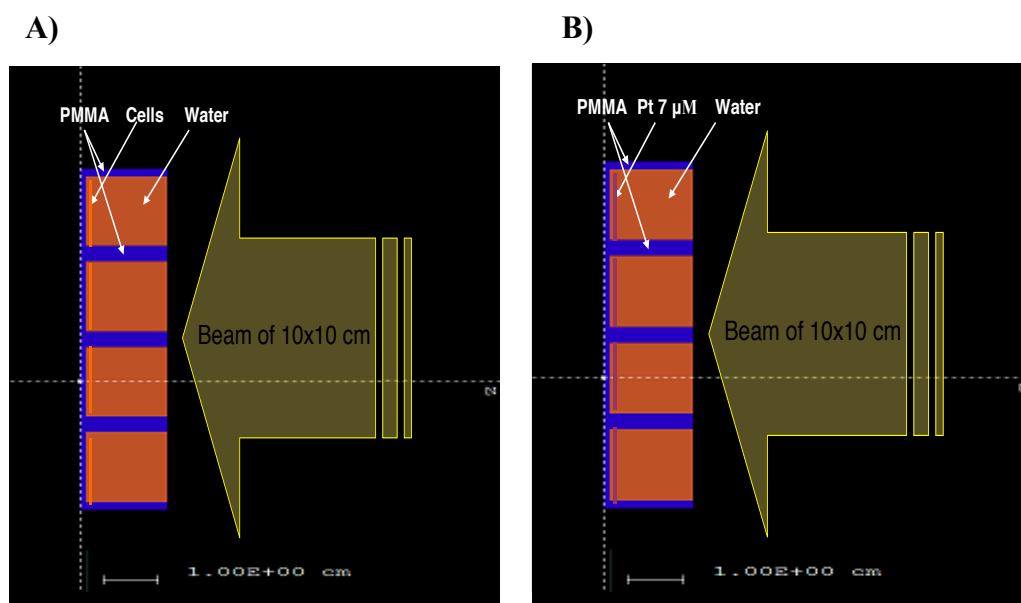 A)
B)
PMMA Cells Water
PMMA Pt 7 µM Water
Beam of 10x10 cm
Beam of 10x10 cm
1.00E+00 cm
1.00E+00 cm